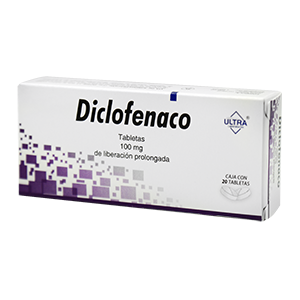 Diclofenaco
Tabletas
100 mg
de liberación prolongada
ULTRA
CAJA CON
20 TABLETAS